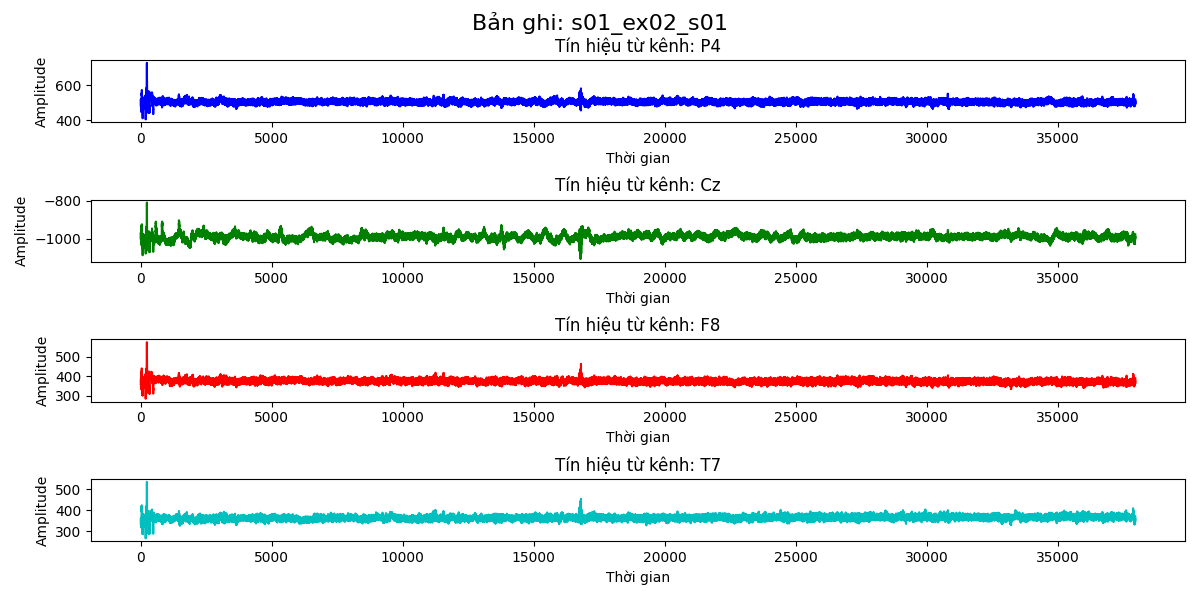 Bản ghi: s01_ex02_s01
Tín hiệu từ kênh: P4
Amplitude
600
400
0 5000 10000 15000 20000 25000 30000 35000
Thời gian
Tín hiệu từ kênh: Cz
Amplitude
−800
−1000
0 5000 10000 15000 20000 25000 30000 35000
Thời gian
Tín hiệu từ kênh: F8
Amplitude
500
400
300
0 5000 10000 15000 20000 25000 30000 35000
Thời gian
Tín hiệu từ kênh: T7
Amplitude
500
400
300
0 5000 10000 15000 20000 25000 30000 35000
Thời gian